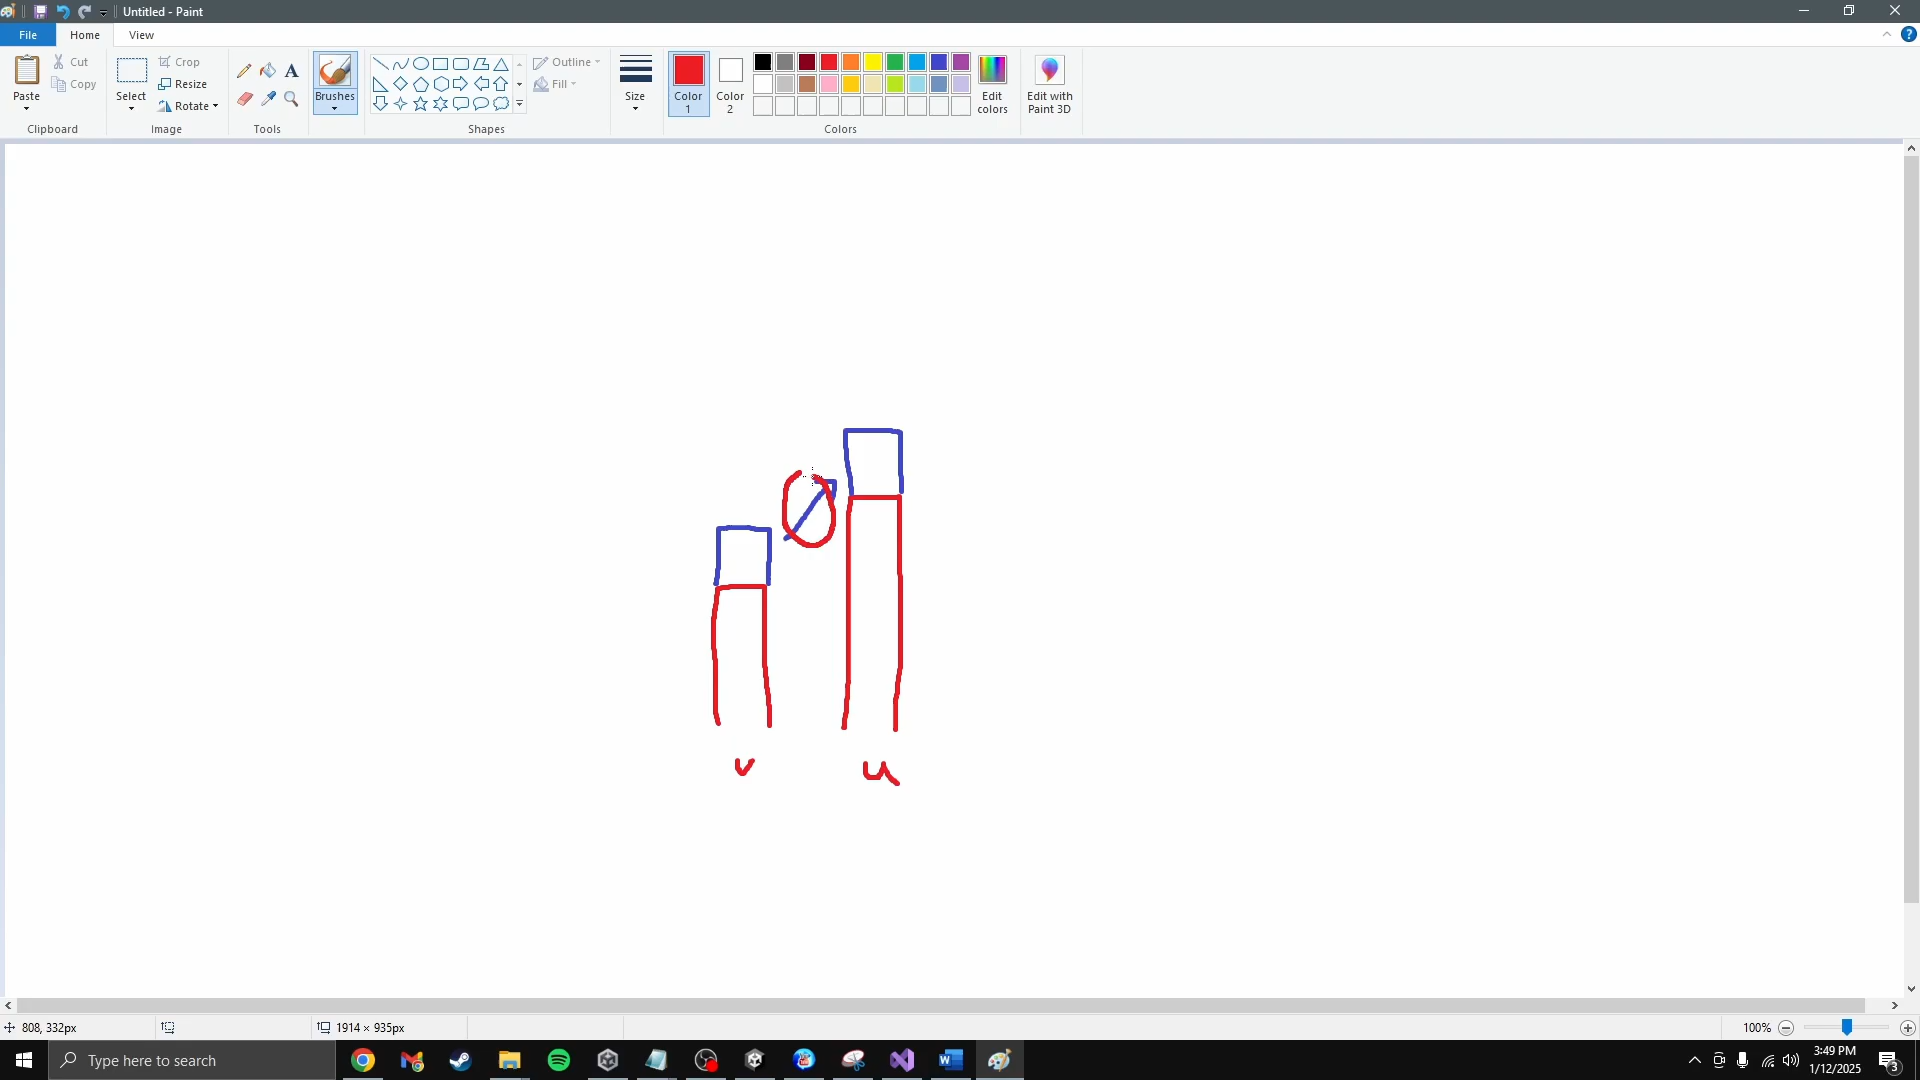 Untitled - Paint
File Home View
Paste
Cut
Copy
Clipboard
Select
Crop
Resize
Rotate
Image
A
Tools
Brushes
Shapes
Outline
Fill
Size
Color 1
Color 2
Edit colors
Colors
Edit with Paint 3D
v u
808, 332px
1914 × 935px
100%
Type here to search
3:49 PM
1/12/2025
3